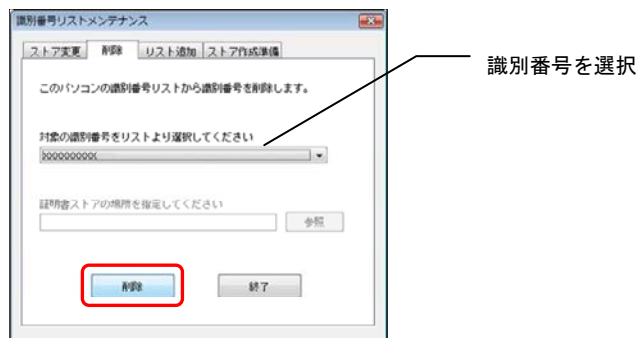 識別番号リストメンテナンス
ストア変更 削除 リスト追加 ストア作成準備
このパソコンの識別番号リストから識別番号を削除します。
対象の識別番号をリストより選択してください
識別番号を選択
証明書ストアの場所を指定してください
参照
削除 終了